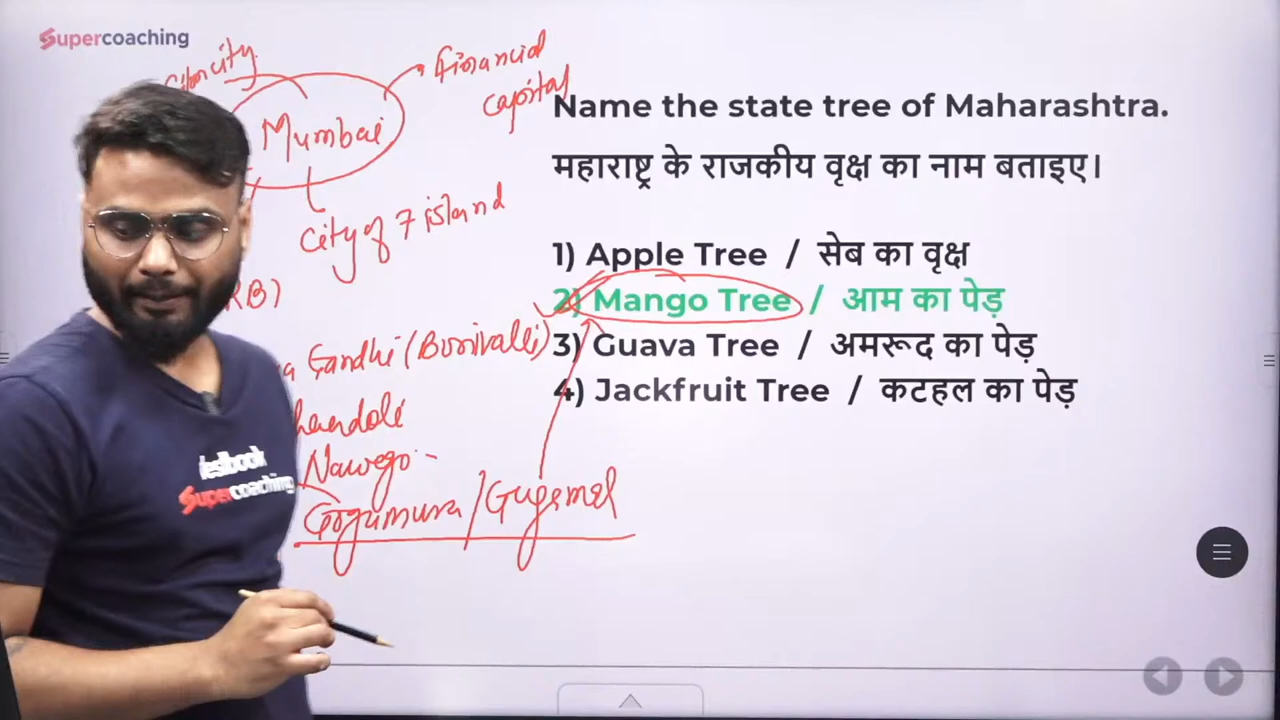 Supercoaching
Financial
capital
Mumbai
City of 7 island
RB)
Gandhi (Borivalli)
Nawego -
/ Gugamal
Name the state tree of Maharashtra.
महाराष्ट्र के राजकीय वृक्ष का नाम बताइए।
1) Apple Tree / सेब का वृक्ष
2) Mango Tree / आम का पेड़
3) Guava Tree / अमरूद का पेड़
4) Jackfruit Tree / कटहल का पेड़
testbook
Supercoaching